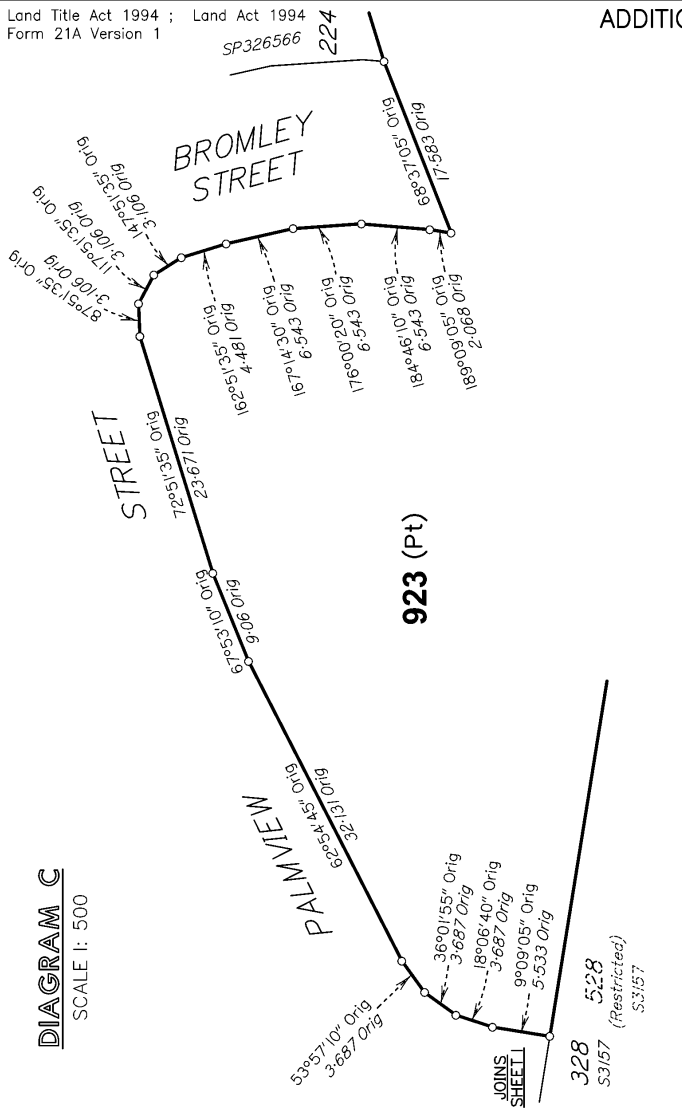 Land Title Act 1994 ; Land Act 1994
Form 21A Version 1
ADDITIO
SP326566
224
BROMLEY
STREET
68°37'05" Orig
17·583 Orig
147°51'35" Orig
3·106 Orig
117°51'35" Orig
3·106 Orig
87°51'35" Orig
3·106 Orig
162°51'35" Orig
4·481 Orig
167°14'30" Orig
6·543 Orig
176°00'20" Orig
6·543 Orig
184°46'10" Orig
6·543 Orig
189°09'05" Orig
2·068 Orig
STREET
72°51'35" Orig
23·671 Orig
67°53'10" Orig
9·06 Orig
923 (Pt)
PALMVIEW
62°54'45" Orig
32·131 Orig
DIAGRAM C
SCALE 1: 500
53°57'10" Orig
3·687 Orig
36°01'55" Orig
3·687 Orig
18°06'40" Orig
3·687 Orig
9°09'05" Orig
5·533 Orig
JOINS
SHEET 1
328
S3157
528
(Restricted)
S3157